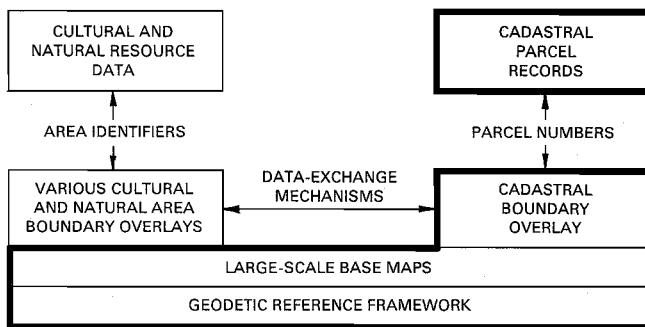 CULTURAL AND
NATURAL RESOURCE
DATA
CADASTRAL
PARCEL
RECORDS
AREA IDENTIFIERS
PARCEL NUMBERS
VARIOUS CULTURAL
AND NATURAL AREA
BOUNDARY OVERLAYS
DATA-EXCHANGE
MECHANISMS
CADASTRAL
BOUNDARY
OVERLAY
LARGE-SCALE BASE MAPS
GEODETIC REFERENCE FRAMEWORK